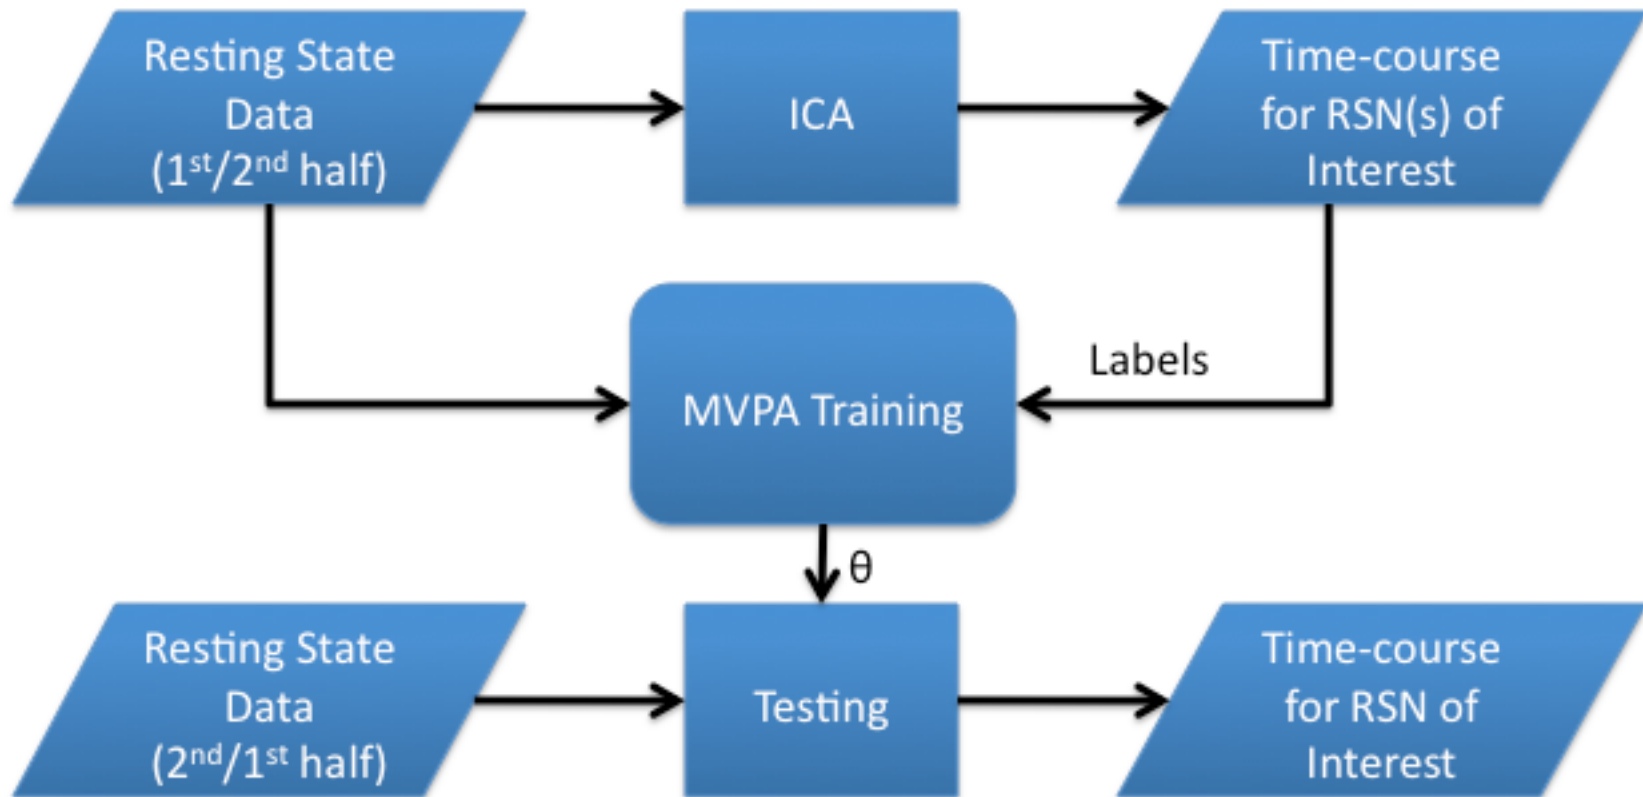 Resting State
Data
(1st/2nd half)
ICA
Time-course
for RSN(s) of
Interest
Labels
MVPA Training
θ
Resting State
Data
(2nd/1st half)
Testing
Time-course
for RSN of
Interest